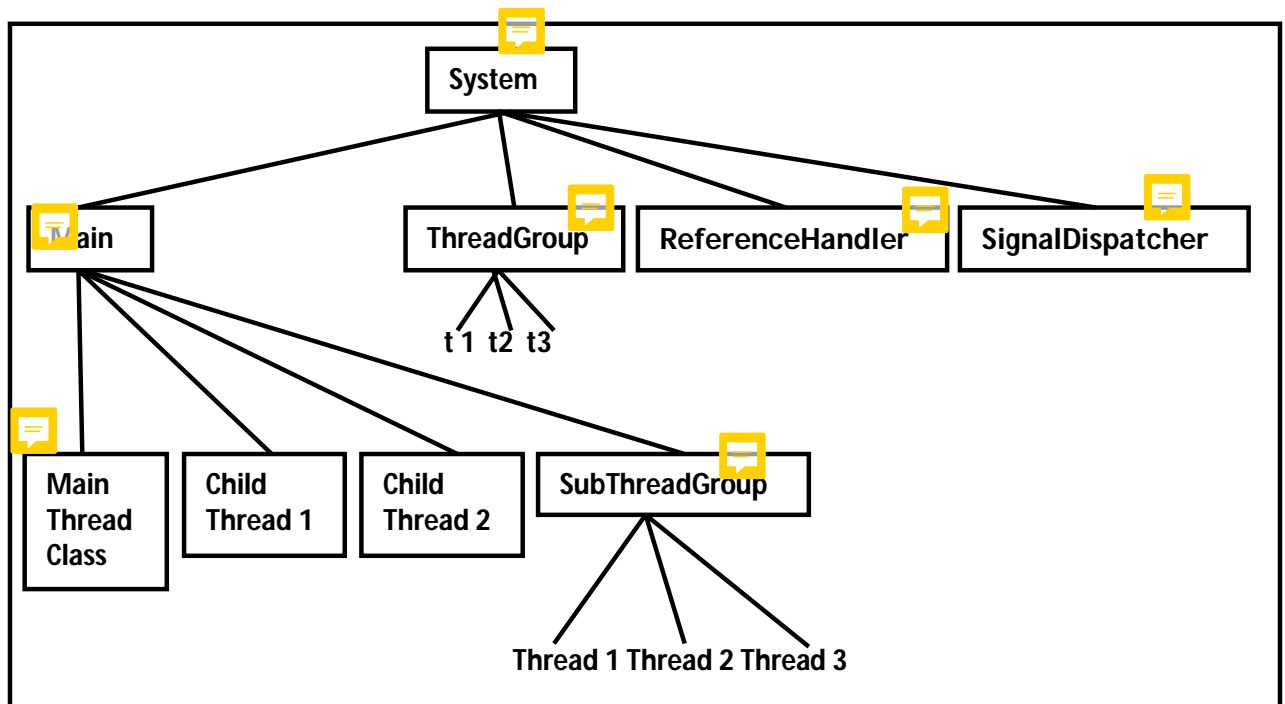 System
Main
ThreadGroup
ReferenceHandler
SignalDispatcher
t 1 t2 t3
Main
Thread
Class
Child
Thread 1
Child
Thread 2
SubThreadGroup
Thread 1 Thread 2 Thread 3